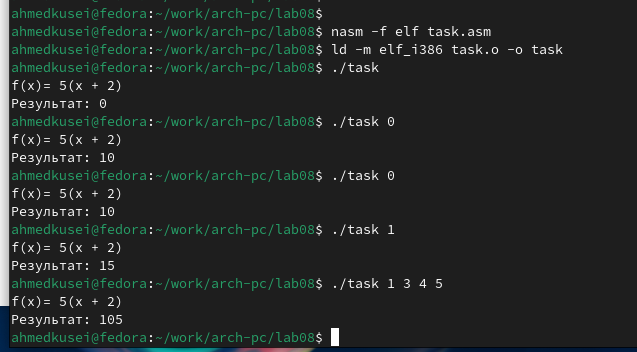 ahmedkusei@fedora:~/work/arch-pc/lab08$
ahmedkusei@fedora:~/work/arch-pc/lab08$ nasm -f elf task.asm
ahmedkusei@fedora:~/work/arch-pc/lab08$ ld -m elf_i386 task.o -o task
ahmedkusei@fedora:~/work/arch-pc/lab08$ ./task
f(x)= 5(x + 2)
Результат: 0
ahmedkusei@fedora:~/work/arch-pc/lab08$ ./task 0
f(x)= 5(x + 2)
Результат: 10
ahmedkusei@fedora:~/work/arch-pc/lab08$ ./task 0
f(x)= 5(x + 2)
Результат: 10
ahmedkusei@fedora:~/work/arch-pc/lab08$ ./task 1
f(x)= 5(x + 2)
Результат: 15
ahmedkusei@fedora:~/work/arch-pc/lab08$ ./task 1 3 4 5
f(x)= 5(x + 2)
Результат: 105
ahmedkusei@fedora:~/work/arch-pc/lab08$